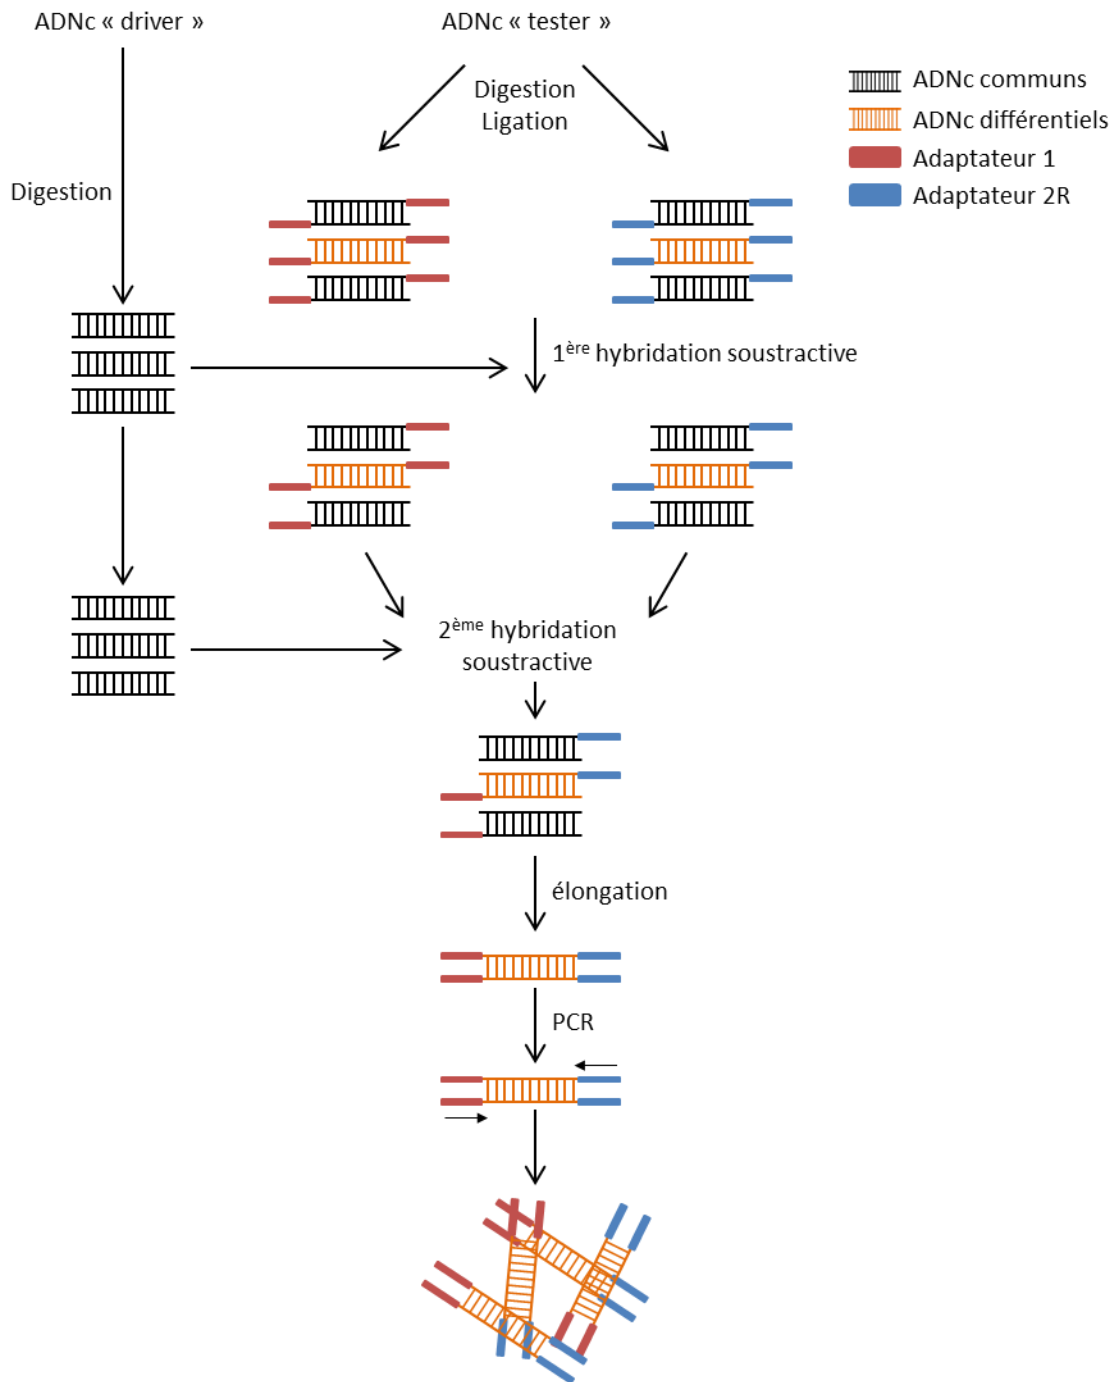 ADNc « driver »
ADNc « tester »
Digestion
Ligation
ADNc communs
ADNc différentiels
Adaptateur 1
Adaptateur 2R
Digestion
1ère hybridation soustractive
2ème hybridation
soustractive
élongation
PCR